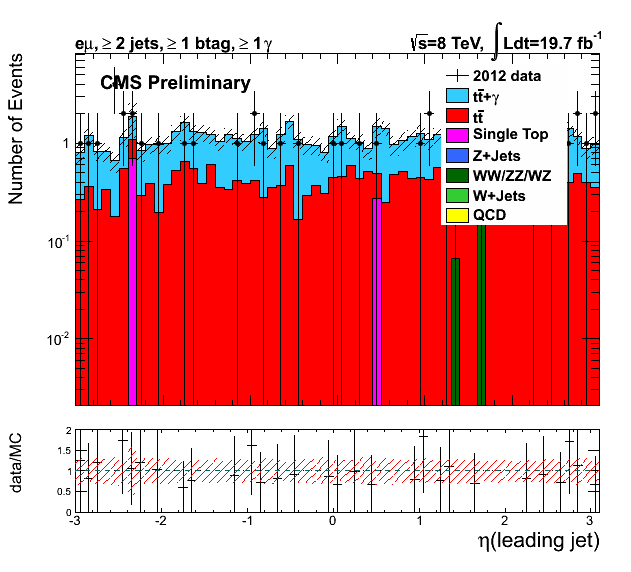 eμ, ≥ 2 jets, ≥ 1 btag, ≥ 1 γ
√s=8 TeV, ∫Ldt=19.7 fb⁻¹
CMS Preliminary
2012 data
tt̄+γ
tt̄
Single Top
Z+Jets
WW/ZZ/WZ
W+Jets
QCD
Number of Events
1
10⁻¹
10⁻²
data/MC
2
1.5
1
0.5
0
-3 -2 -1 0 1 2 3
η(leading jet)